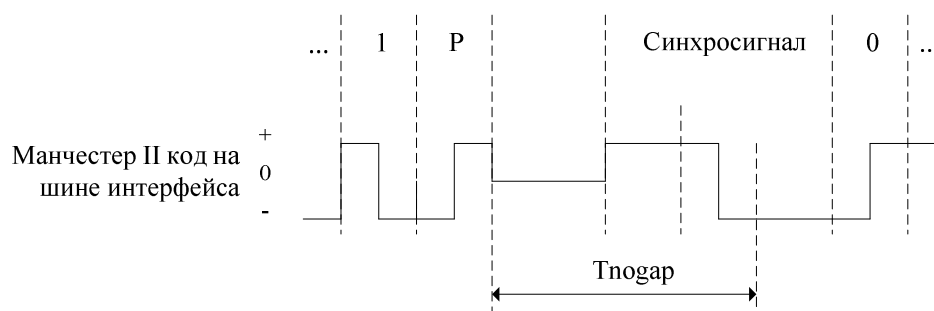 ... 1 P Синхросигнал 0 ..
+
Манчестер II код на
0
шине интерфейса
-
Tnogap